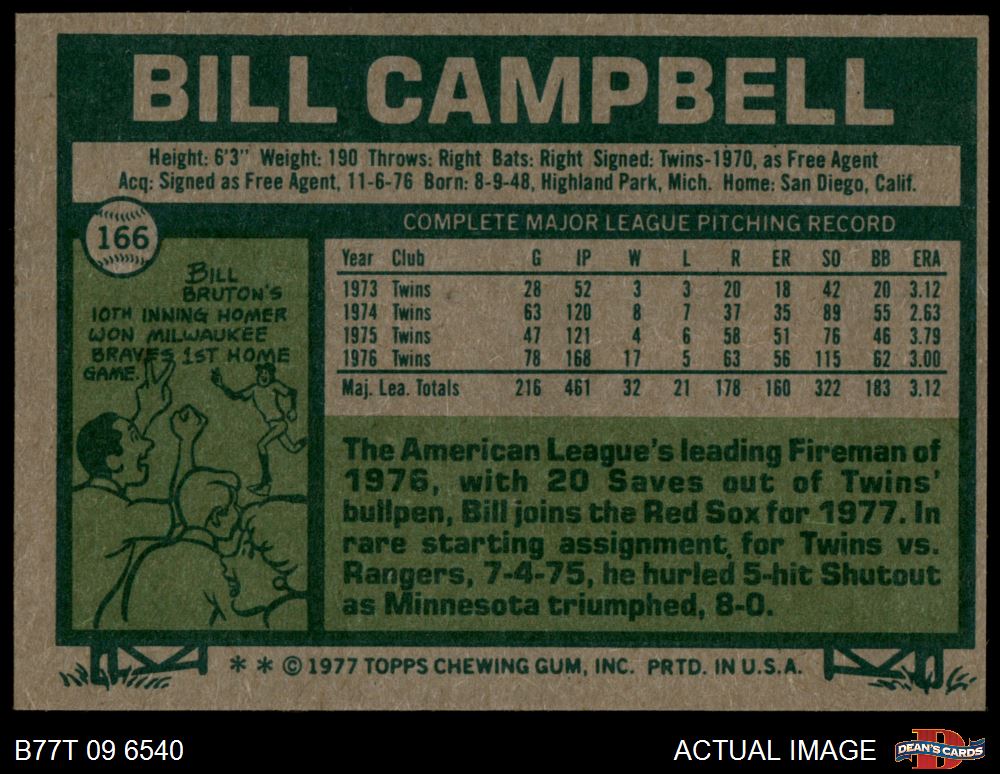 BILL CAMPBELL
Height: 6'3" Weight: 190 Throws: Right Bats: Right Signed: Twins-1970, as Free Agent
Acq: Signed as Free Agent, 11-6-76 Born: 8-9-48, Highland Park, Mich. Home: San Diego, Calif.
166
BILL
BRUTON'S
10TH INNING HOMER
WON MILWAUKEE
BRAVES 1ST HOME
GAME.
COMPLETE MAJOR LEAGUE PITCHING RECORD
Year Club G IP W L R ER SO BB ERA
1973 Twins 28 52 3 3 20 18 42 20 3.12
1974 Twins 63 120 8 7 37 35 89 55 2.63
1975 Twins 47 121 4 6 58 51 76 46 3.79
1976 Twins 78 168 17 5 63 56 115 62 3.00
Maj. Lea. Totals 216 461 32 21 178 160 322 183 3.12
The American League's leading Fireman of
1976, with 20 Saves out of Twins'
bullpen, Bill joins the Red Sox for 1977. In
rare starting assignment, for Twins vs.
Rangers, 7-4-75, he hurled 5-hit Shutout
as Minnesota triumphed, 8-0.
* * © 1977 TOPPS CHEWING GUM, INC. PRTD. IN U.S.A.
B77T 09 6540
ACTUAL IMAGE
D
DEAN'S CARDS